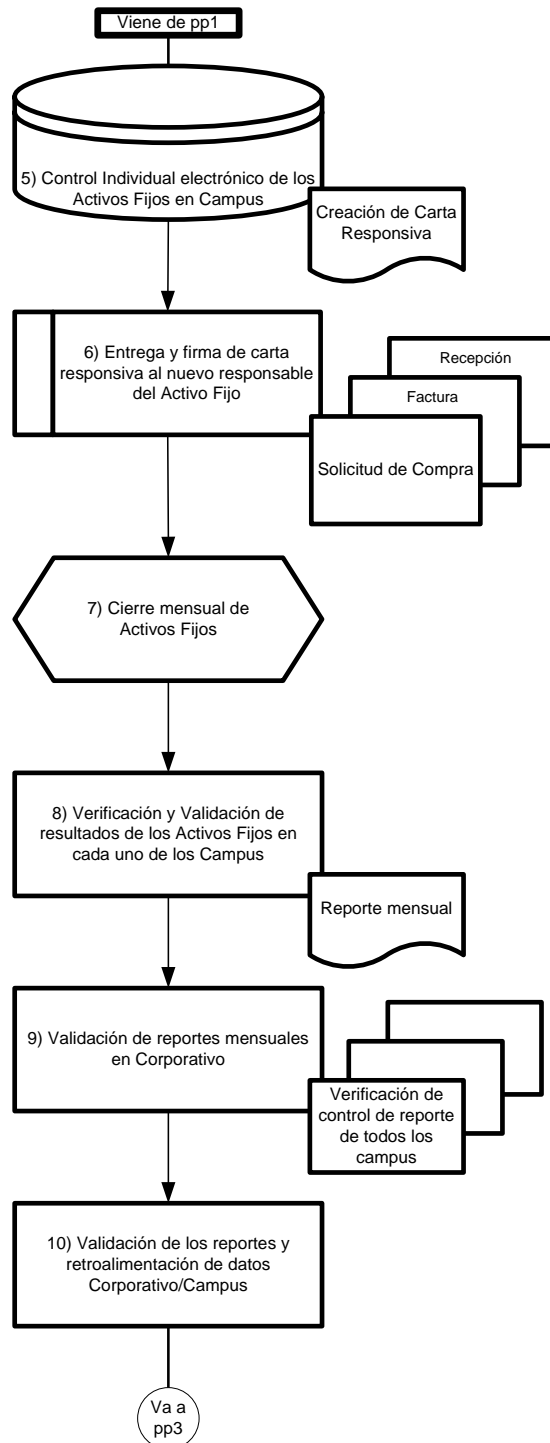 Viene de pp1
5) Control Individual electrónico de los
Activos Fijos en Campus
Creación de Carta
Responsiva
6) Entrega y firma de carta
responsiva al nuevo responsable
del Activo Fijo
Recepción
Factura
Solicitud de Compra
7) Cierre mensual de
Activos Fijos
8) Verificación y Validación de
resultados de los Activos Fijos en
cada uno de los Campus
Reporte mensual
9) Validación de reportes mensuales
en Corporativo
Verificación de
control de reporte
de todos los
campus
10) Validación de los reportes y
retroalimentación de datos
Corporativo/Campus
Va a
pp3